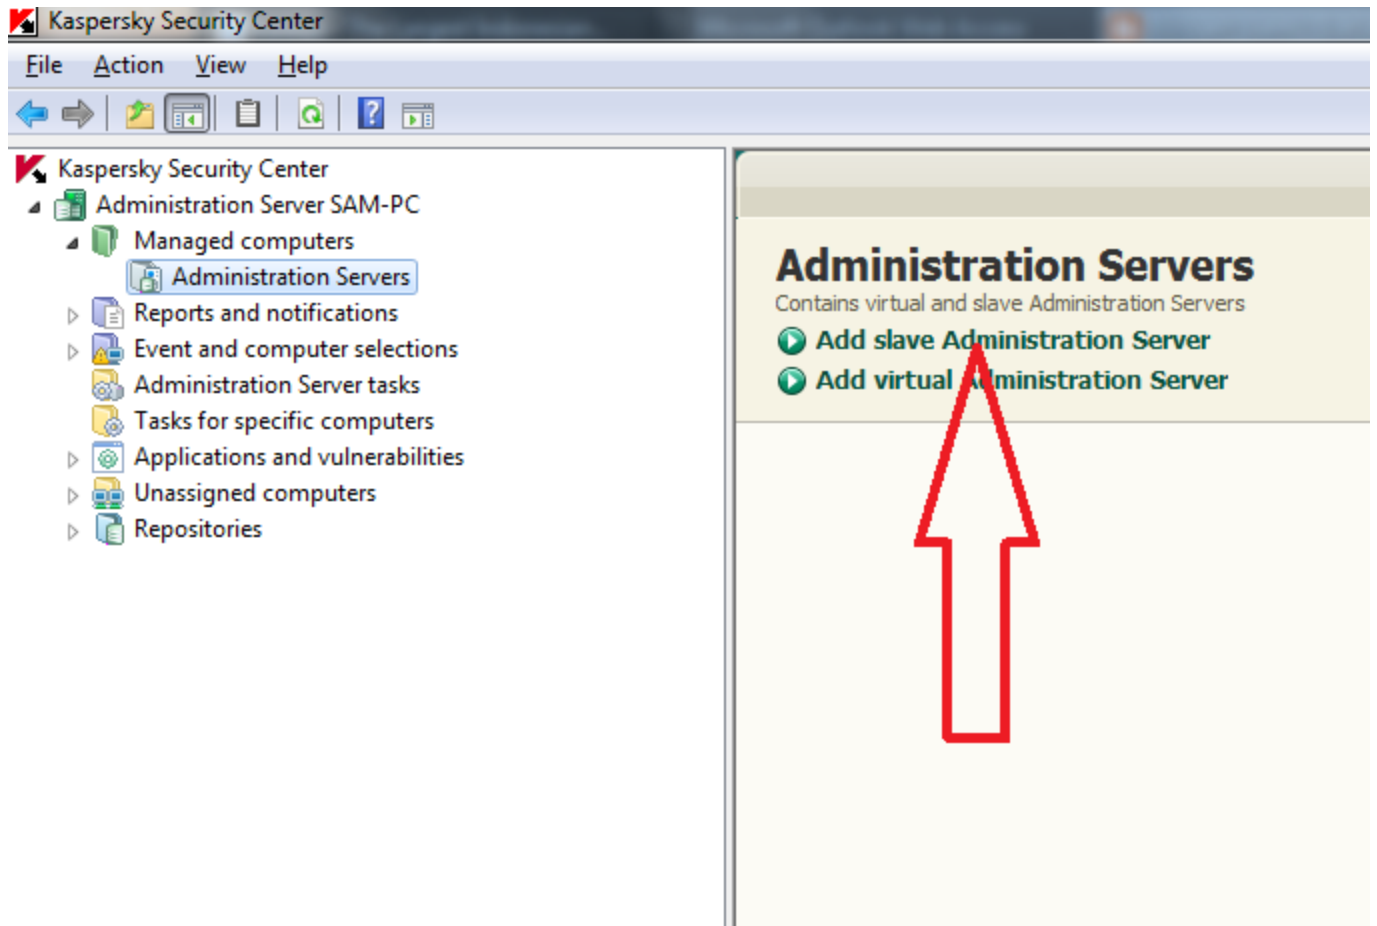 Kaspersky Security Center
File Action View Help
Kaspersky Security Center
Administration Server SAM-PC
Managed computers
Administration Servers
Reports and notifications
Event and computer selections
Administration Server tasks
Tasks for specific computers
Applications and vulnerabilities
Unassigned computers
Repositories
Administration Servers
Contains virtual and slave Administration Servers
Add slave Administration Server
Add virtual Administration Server